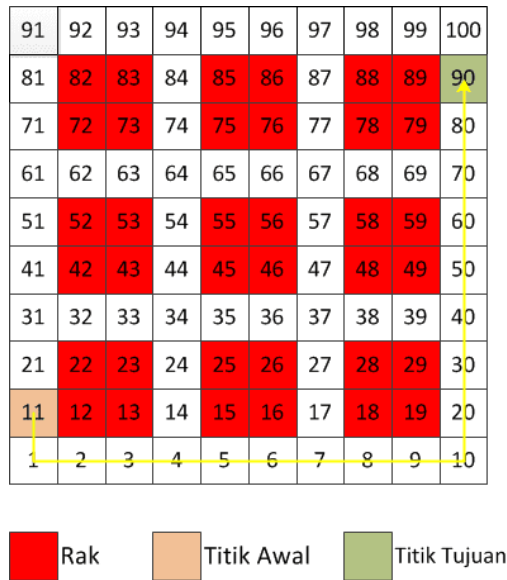 91 92 93 94 95 96 97 98 99 100
81 82 83 84 85 86 87 88 89 90
71 72 73 74 75 76 77 78 79 80
61 62 63 64 65 66 67 68 69 70
51 52 53 54 55 56 57 58 59 60
41 42 43 44 45 46 47 48 49 50
31 32 33 34 35 36 37 38 39 40
21 22 23 24 25 26 27 28 29 30
11 12 13 14 15 16 17 18 19 20
1 2 3 4 5 6 7 8 9 10
Rak Titik Awal Titik Tujuan